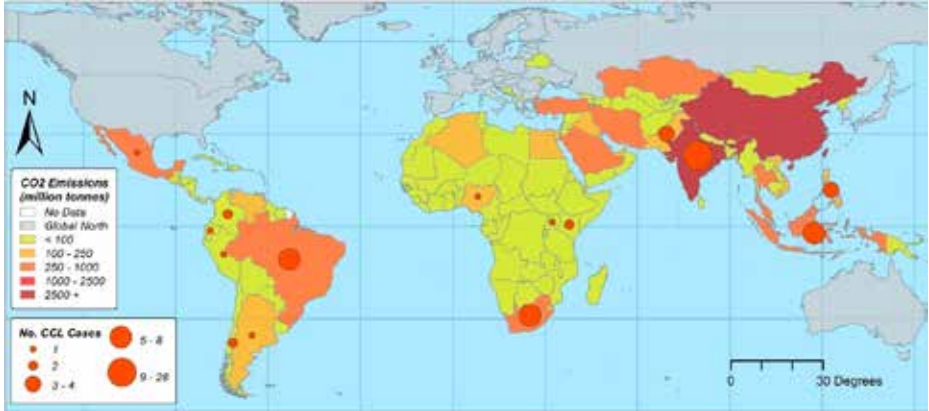 N
CO2 Emissions
(million tonnes)
No Data
Global North
< 100
100 - 250
250 - 1000
1000 - 2500
2500 +
No. CCL Cases
1
2
3 - 4
5 - 8
9 - 28
0 30 Degrees